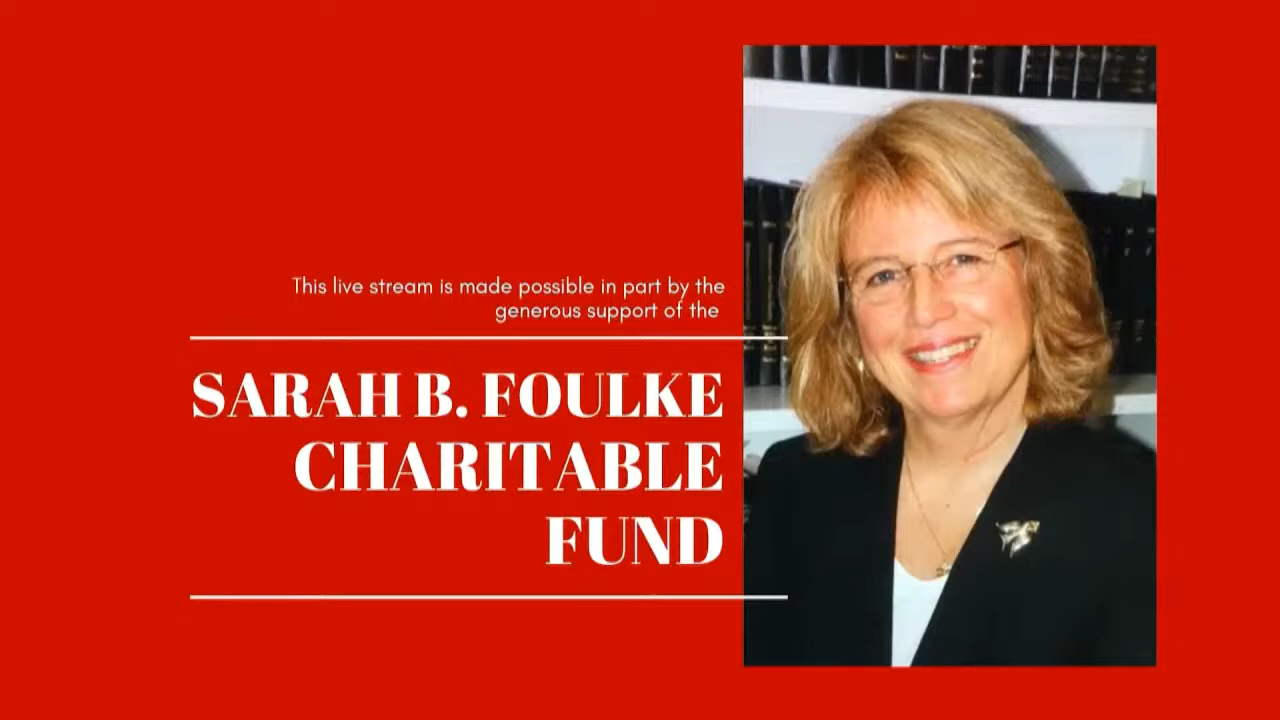 This live stream is made possible in part by the
generous support of the
SARAH B. FOULKE
CHARITABLE
FUND